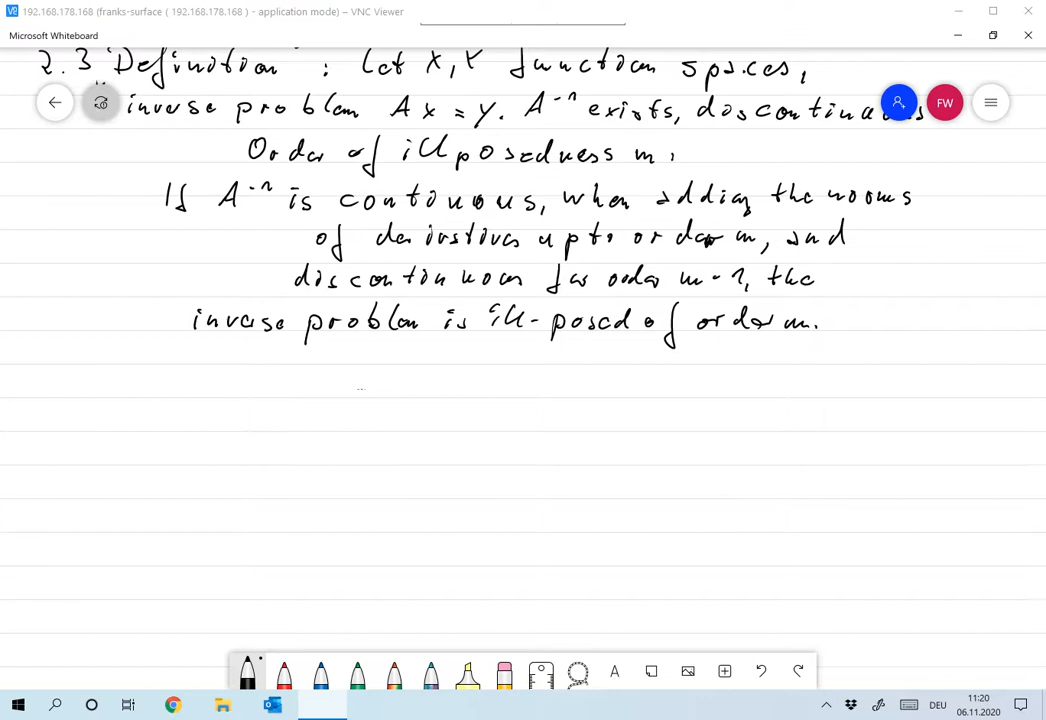 192.168.178.168 (franks-surface ( 192.168.178.168 ) - application mode) – VNC Viewer
Microsoft Whiteboard
2.3 "Definition": Let X, Y function spaces,
inverse problem Ax = y. A⁻¹ exists, discontinuous
FW
Order of illposedness m:
If A⁻¹ is continuous, when adding the norms
of derivatives up to order m, and
discontinuous for order m-1, the
inverse problem is ill-posed of order m.
DEU
11:20
06.11.2020